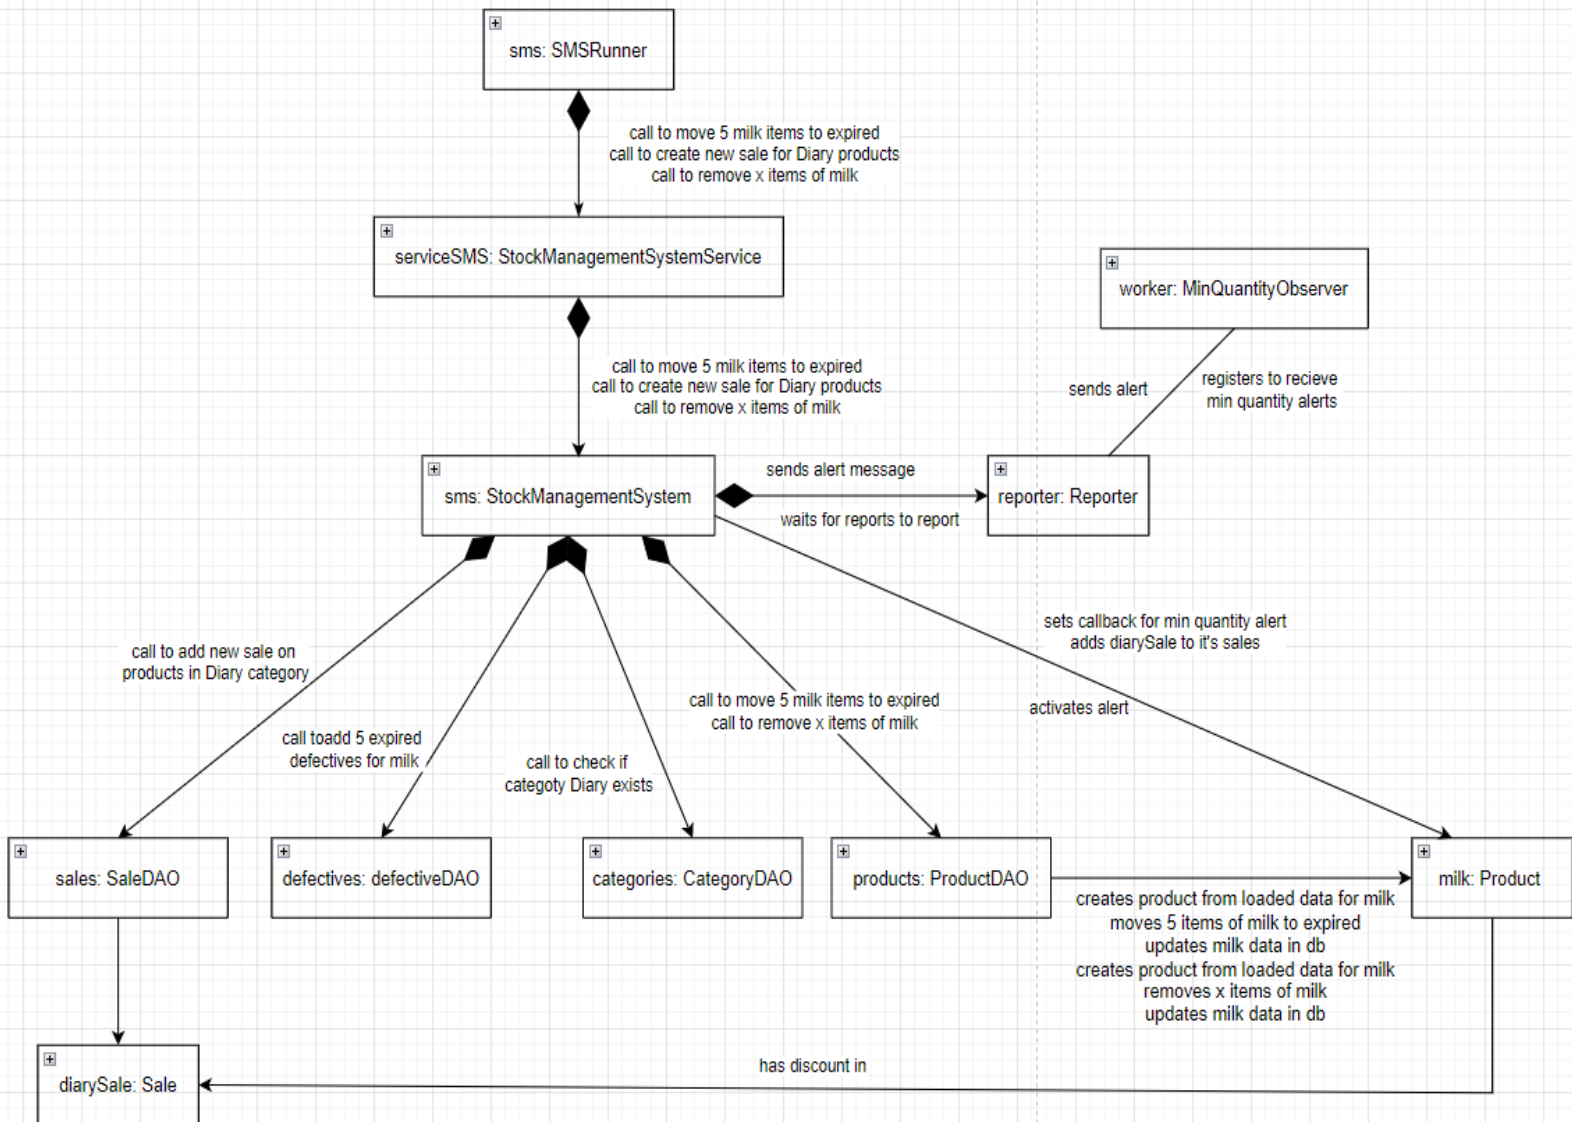 sms: SMSRunner
call to move 5 milk items to expired
call to create new sale for Diary products
call to remove x items of milk
serviceSMS: StockManagementSystemService
worker: MinQuantityObserver
call to move 5 milk items to expired
call to create new sale for Diary products
call to remove x items of milk
sends alert
registers to recieve
min quantity alerts
sms: StockManagementSystem
sends alert message
waits for reports to report
reporter: Reporter
call to add new sale on
products in Diary category
call toadd 5 expired
defectives for milk
call to check if
categoty Diary exists
call to move 5 milk items to expired
call to remove x items of milk
sets callback for min quantity alert
adds diarySale to it's sales
activates alert
sales: SaleDAO
defectives: defectiveDAO
categories: CategoryDAO
products: ProductDAO
milk: Product
creates product from loaded data for milk
moves 5 items of milk to expired
updates milk data in db
creates product from loaded data for milk
removes x items of milk
updates milk data in db
has discount in
diarySale: Sale